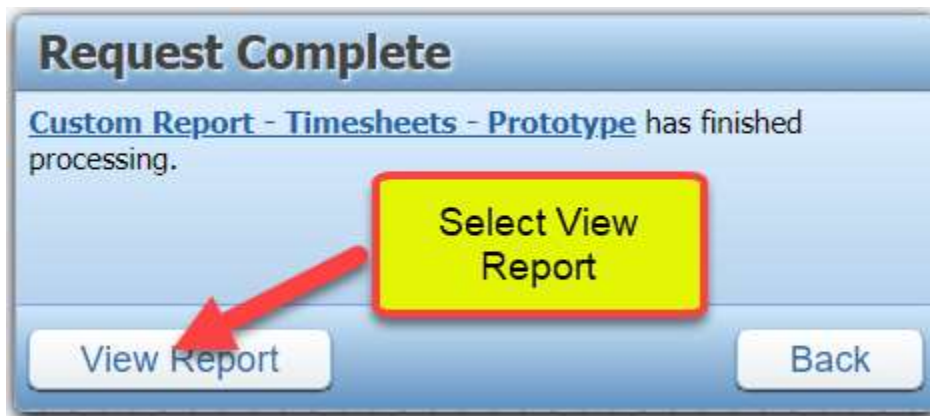 Request Complete
Custom Report - Timesheets - Prototype has finished
processing.
Select View
Report
View Report
Back